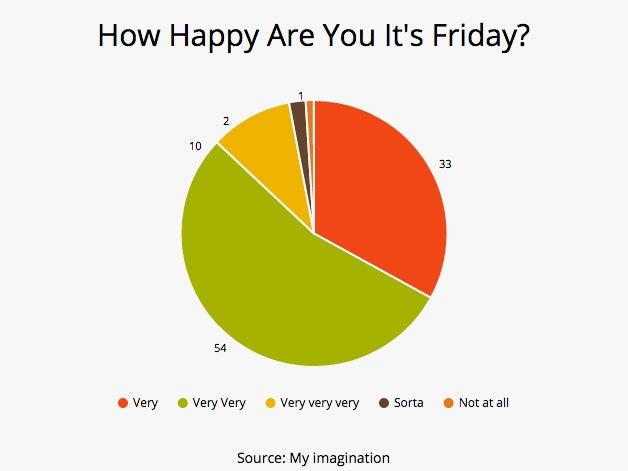 How Happy Are You It's Friday?
1
2
10
33
54
Very Very Very Very very very Sorta Not at all
Source: My imagination